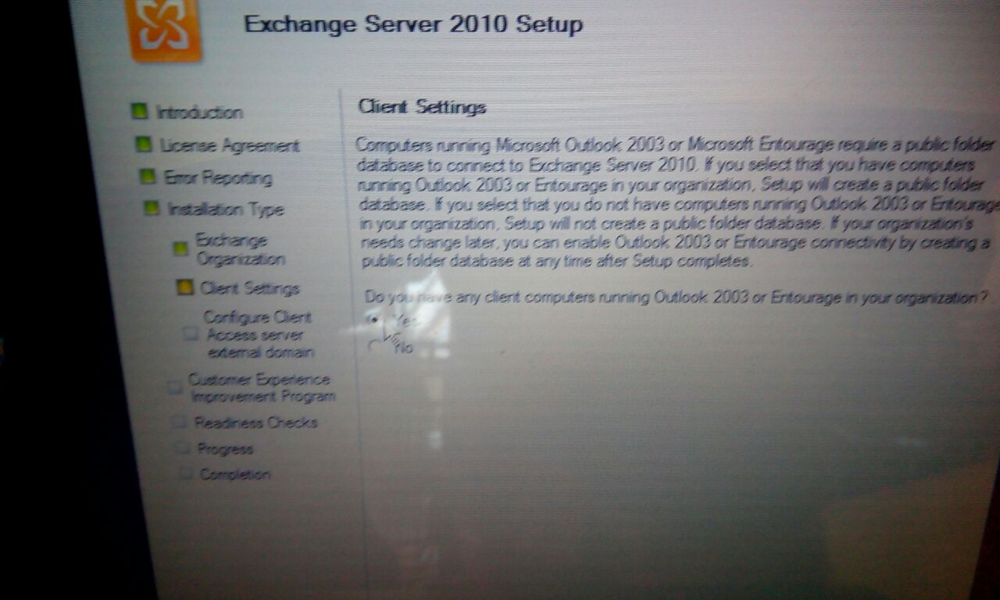 Exchange Server 2010 Setup
Introduction
License Agreement
Error Reporting
Installation Type
Exchange
Organization
Client Settings
Configure Client
Access server
external domain
Customer Experience
Improvement Program
Readiness Checks
Progress
Completion
Client Settings
Computers running Microsoft Outlook 2003 or Microsoft Entourage require a public folder
database to connect to Exchange Server 2010. If you select that you have computers
running Outlook 2003 or Entourage in your organization, Setup will create a public folder
database. If you select that you do not have computers running Outlook 2003 or Entourage
in your organization, Setup will not create a public folder database. If your organization's
needs change later, you can enable Outlook 2003 or Entourage connectivity by creating a
public folder database at any time after Setup completes.
Do you have any client computers running Outlook 2003 or Entourage in your organization?
Yes
No